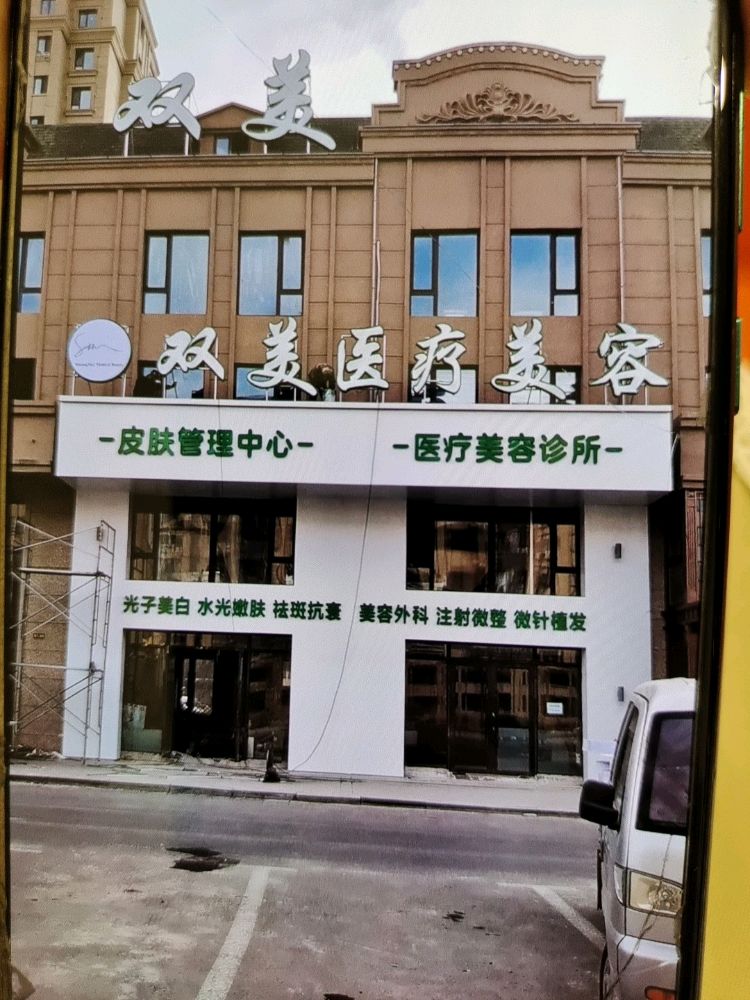 双美
双美医疗美容
-皮肤管理中心-
-医疗美容诊所-
光子美白 水光嫩肤 祛斑抗衰
美容外科 注射微整 微针植发